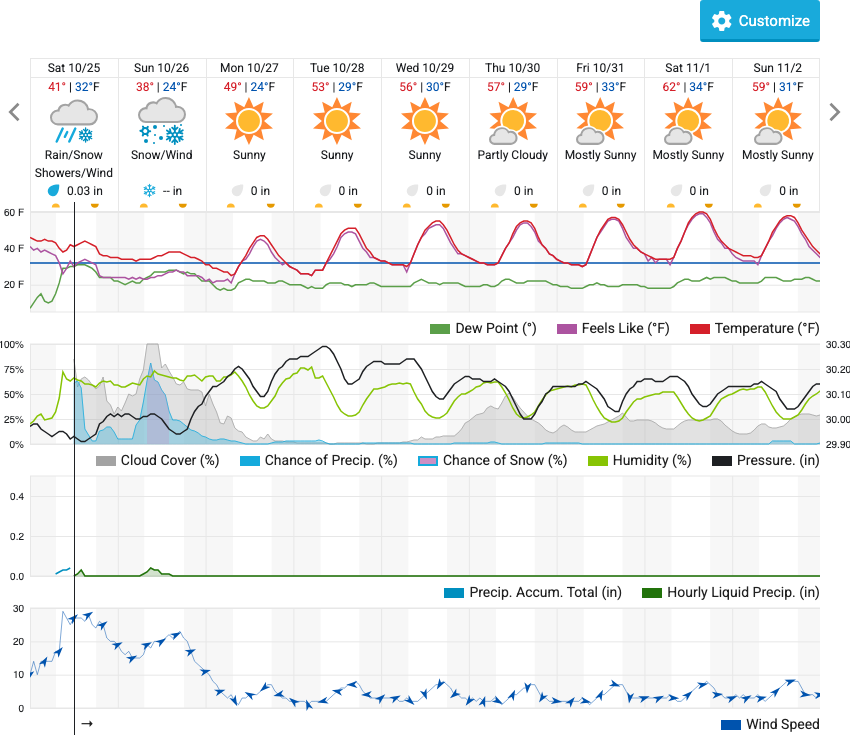 Customize
Sat 10/25 Sun 10/26 Mon 10/27 Tue 10/28 Wed 10/29 Thu 10/30 Fri 10/31 Sat 11/1 Sun 11/2
41° | 32°F 38° | 24°F 49° | 24°F 53° | 29°F 56° | 30°F 57° | 29°F 59° | 33°F 62° | 34°F 59° | 31°F
Rain/Snow Snow/Wind Sunny Sunny Sunny Partly Cloudy Mostly Sunny Mostly Sunny Mostly Sunny
Showers/Wind
0.03 in -- in 0 in 0 in 0 in 0 in 0 in 0 in 0 in
60 F
40 F
20 F
Dew Point (°) Feels Like (°F) Temperature (°F)
100% 30.30
75% 30.20
50% 30.10
25% 30.00
0% 29.90
Cloud Cover (%) Chance of Precip. (%) Chance of Snow (%) Humidity (%) Pressure. (in)
0.4
0.2
0.0
Precip. Accum. Total (in) Hourly Liquid Precip. (in)
30
20
10
0
→
Wind Speed